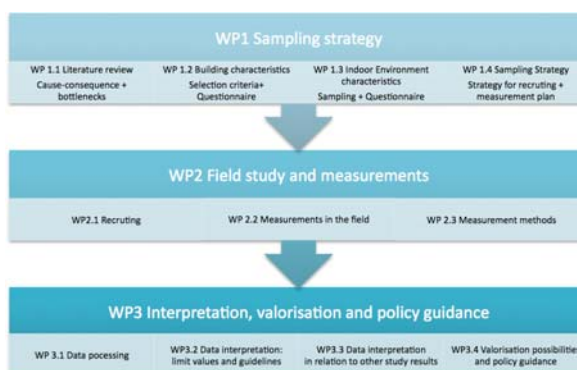 WP1 Sampling strategy
WP 1.1 Literature review
Cause-consequence +
bottlenecks
WP 1.2 Building characteristics
Selection criteria+
Questionnaire
WP 1.3 Indoor Environment
characteristics
Sampling + Questionnaire
WP 1.4 Sampling Strategy
Strategy for recruting +
measurement plan
WP2 Field study and measurements
WP2.1 Recruting
WP 2.2 Measurements in the field
WP 2.3 Measurement methods
WP3 Interpretation, valorisation and policy guidance
WP 3.1 Data pocessing
WP3.2 Data interpretation:
limit values and guidelines
WP3.3 Data interpretation
in relation to other study results
WP3.4 Valorisation possibilities
and policy guidance